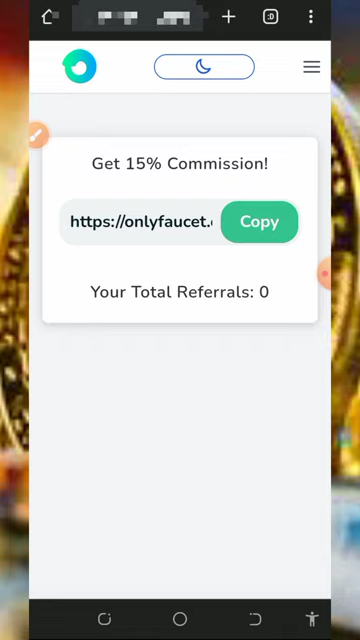 :D
Get 15% Commission!
https://onlyfaucet.
Copy
Your Total Referrals: 0